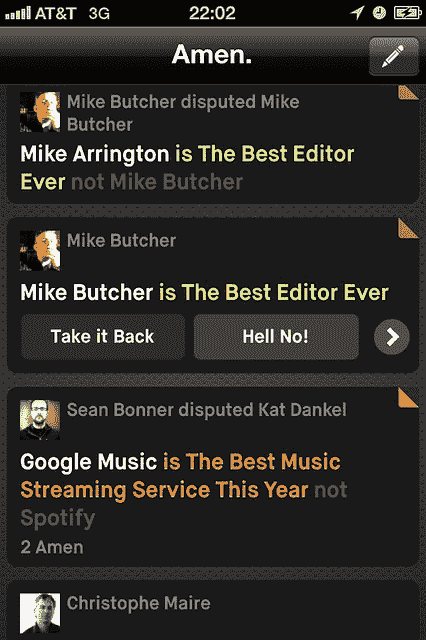 AT&T 3G 22:02
Amen.
Mike Butcher disputed Mike
Butcher
Mike Arrington is The Best Editor
Ever not Mike Butcher
Mike Butcher
Mike Butcher is The Best Editor Ever
Take it Back Hell No!
Sean Bonner disputed Kat Dankel
Google Music is The Best Music
Streaming Service This Year not
Spotify
2 Amen
Christophe Maire